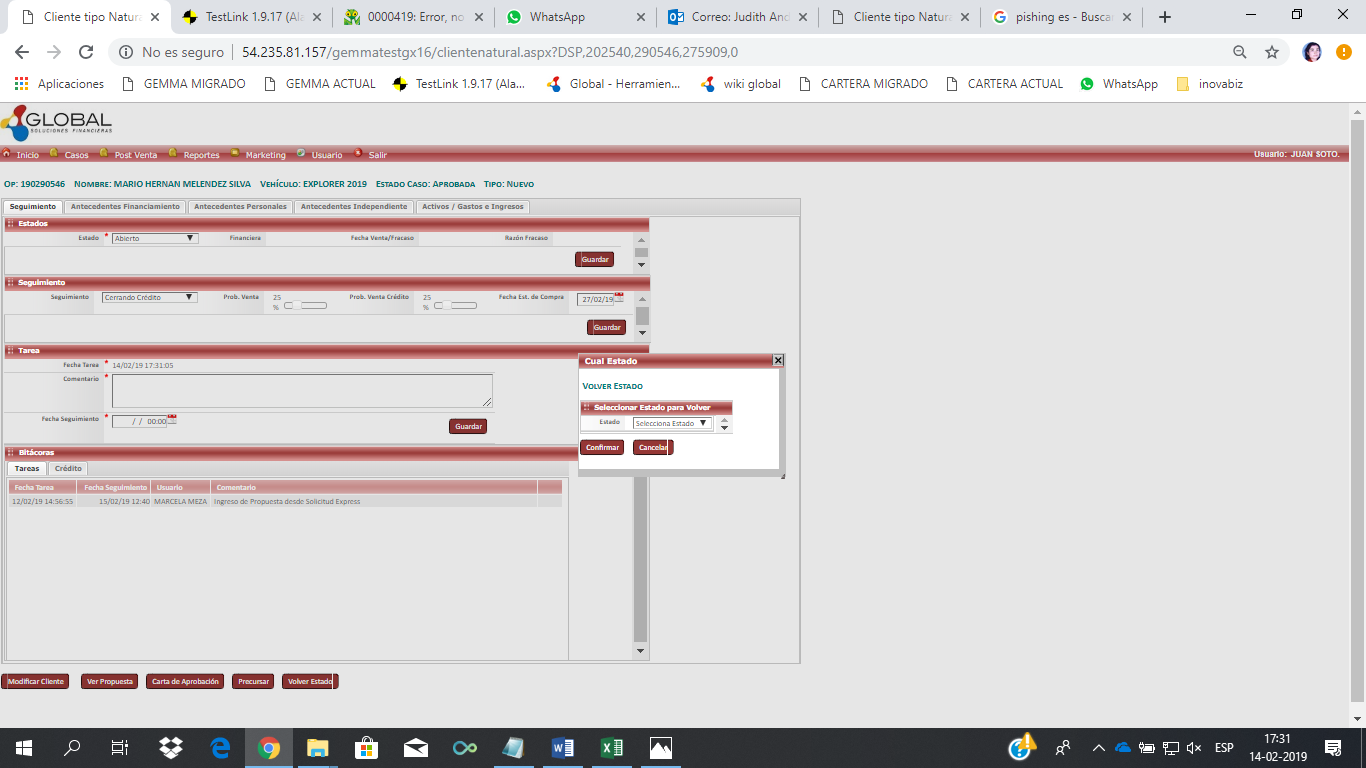 Cliente tipo Natura
TestLink 1.9.17 (Ala
0000419: Error, no
WhatsApp
Correo: Judith And
Cliente tipo Natura
pishing es - Buscar
No es seguro
54.235.81.157/gemmatestgx16/clientenatural.aspx?DSP,202540,290546,275909,0
Aplicaciones
GEMMA MIGRADO
GEMMA ACTUAL
TestLink 1.9.17 (Ala...
Global - Herramien...
wiki global
CARTERA MIGRADO
CARTERA ACTUAL
WhatsApp
inovabiz
GLOBAL
SOLUCIONES FINANCIERAS
Inicio Casos Post Venta Reportes Marketing Usuario Salir
Usuario: JUAN SOTO.
OP: 190290546 NOMBRE: MARIO HERNAN MELENDEZ SILVA VEHÍCULO: EXPLORER 2019 ESTADO CASO: APROBADA TIPO: NUEVO
Seguimiento Antecedentes Financiamiento Antecedentes Personales Antecedentes Independiente Activos / Gastos e Ingresos
Estados
Estado * Abierto Financiera Fecha Venta/Fracaso Razón Fracaso
Guardar
Seguimiento
Seguimiento Cerrando Crédito Prob. Venta 25 % Prob. Venta Crédito 25 % Fecha Est. de Compra 27/02/19
Guardar
Tarea
Fecha Tarea * 14/02/19 17:31:05
Comentario *
Fecha Seguimiento * / / 00:00
Guardar
Cual Estado
VOLVER ESTADO
Seleccionar Estado para Volver
Estado Selecciona Estado
Confirmar Cancelar
Bitácoras
Tareas Crédito
Fecha Tarea Fecha Seguimiento Usuario Comentario
12/02/19 14:56:55 15/02/19 12:40 MARCELA MEZA Ingreso de Propuesta desde Solicitud Express
Modificar Cliente Ver Propuesta Carta de Aprobación Precursar Volver Estado
ESP
17:31
14-02-2019